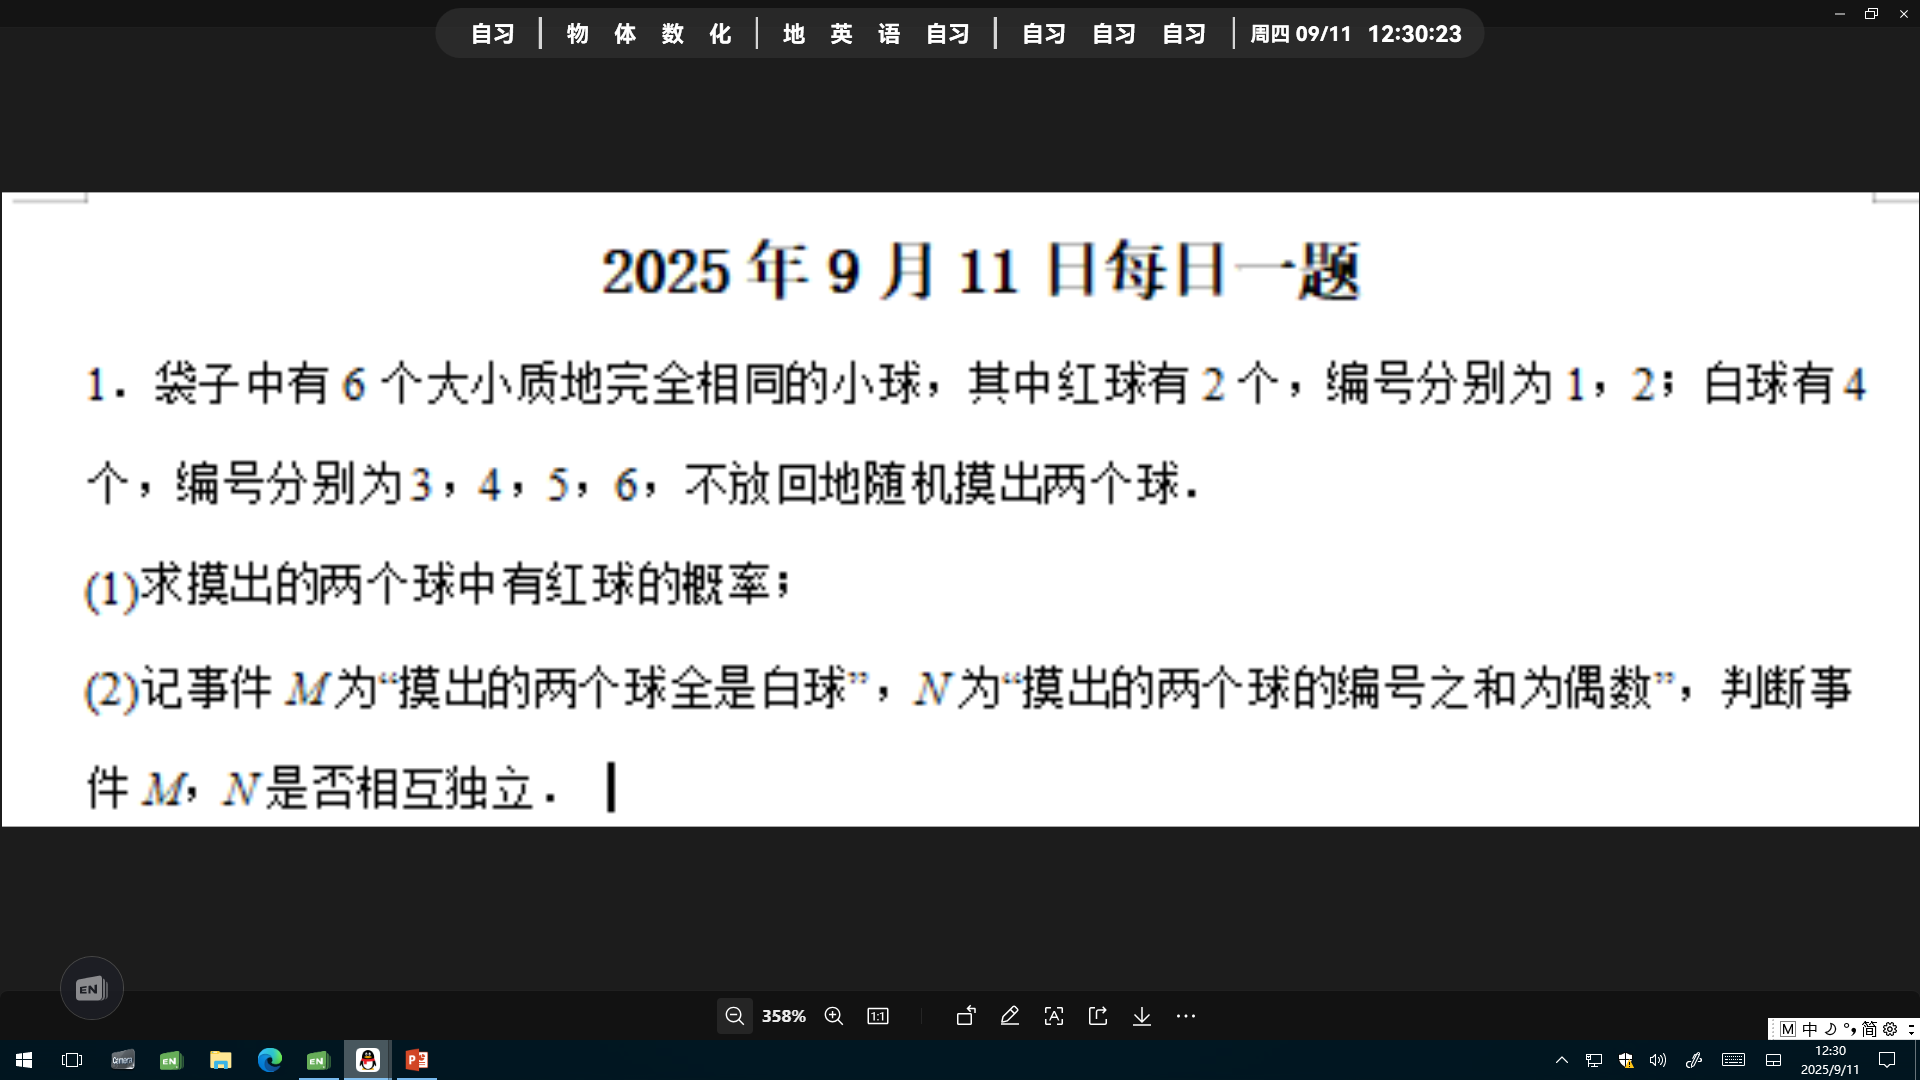 自习 | 物 体 数 化 | 地 英 语 自习 | 自习 自习 自习 | 周四 09/11 12:30:23
2025 年 9 月 11 日每日一题
1．袋子中有 6 个大小质地完全相同的小球，其中红球有 2 个，编号分别为 1，2；白球有 4
个，编号分别为 3，4，5，6，不放回地随机摸出两个球．
(1)求摸出的两个球中有红球的概率；
(2)记事件 M 为“摸出的两个球全是白球”，N 为“摸出的两个球的编号之和为偶数”，判断事
件 M，N 是否相互独立．
EN
358% 1:1
M 中 简
Camera EN EN
12:30
2025/9/11